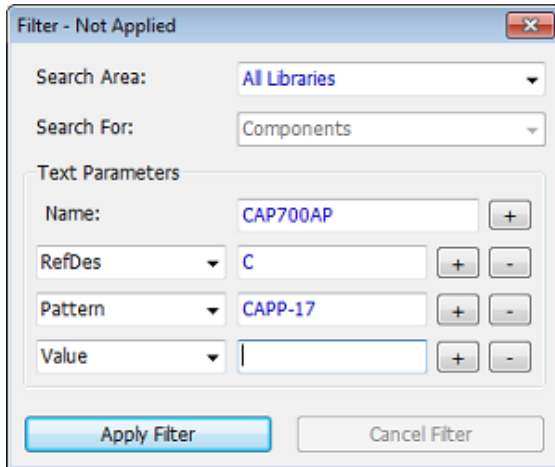 Filter - Not Applied
Search Area: All Libraries
Search For: Components
Text Parameters
Name: CAP700AP +
RefDes C + -
Pattern CAPP-17 + -
Value + -
Apply Filter Cancel Filter